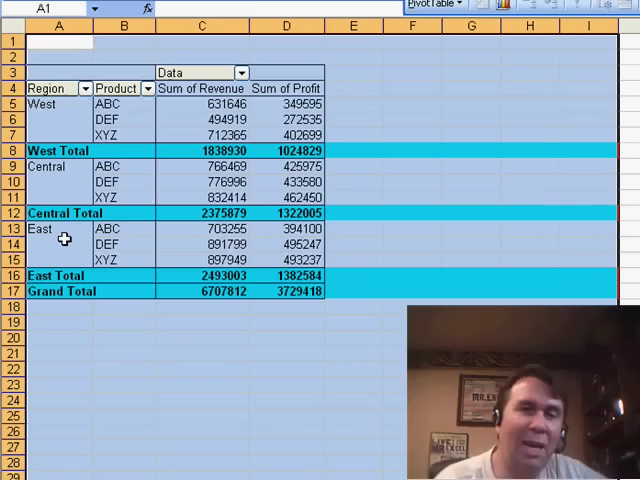 A1 fx PivotTable
A B C D E F G H I
1
2
3 Data
4 Region Product Sum of Revenue Sum of Profit
5 West ABC 631646 349595
6 DEF 494919 272535
7 XYZ 712365 402699
8 West Total 1838930 1024829
9 Central ABC 766469 425975
10 DEF 776996 433580
11 XYZ 832414 462450
12 Central Total 2375879 1322005
13 East ABC 703255 394100
14 DEF 891799 495247
15 XYZ 897949 493237
16 East Total 2493003 1382584
17 Grand Total 6707812 3729418
18
19
20
21
22
23
24
25
26
27
28
29
LIVE